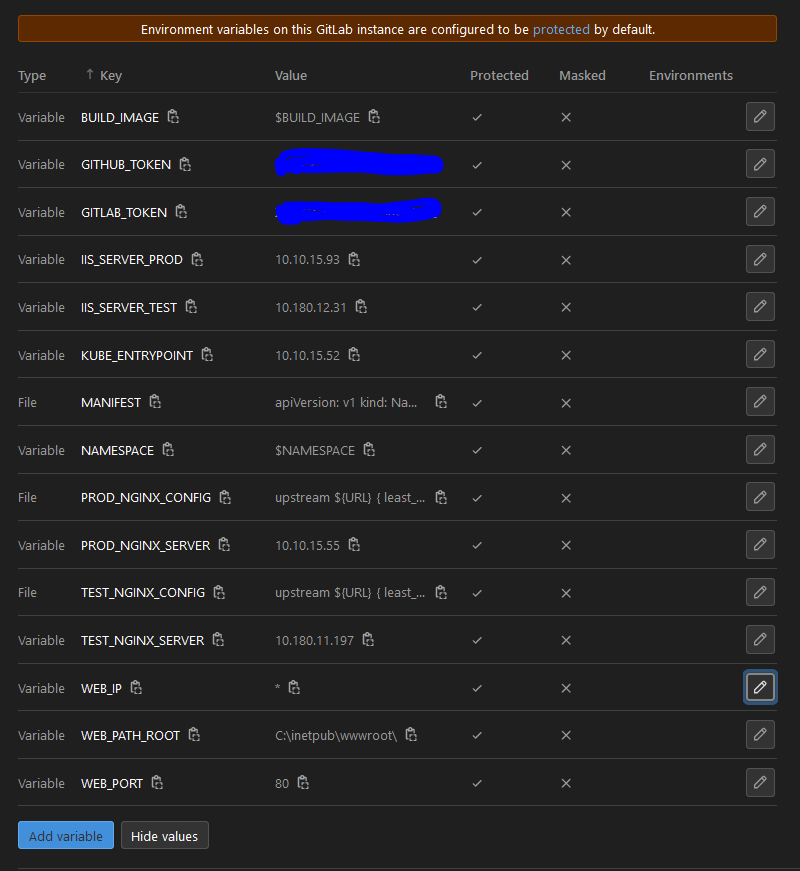 Environment variables on this GitLab instance are configured to be protected by default.
Type ↑ Key Value Protected Masked Environments
Variable BUILD_IMAGE $BUILD_IMAGE
Variable GITHUB_TOKEN
Variable GITLAB_TOKEN
Variable IIS_SERVER_PROD 10.10.15.93
Variable IIS_SERVER_TEST 10.180.12.31
Variable KUBE_ENTRYPOINT 10.10.15.52
File MANIFEST apiVersion: v1 kind: Na...
Variable NAMESPACE $NAMESPACE
File PROD_NGINX_CONFIG upstream ${URL} { least_...
Variable PROD_NGINX_SERVER 10.10.15.55
File TEST_NGINX_CONFIG upstream ${URL} { least_...
Variable TEST_NGINX_SERVER 10.180.11.197
Variable WEB_IP *
Variable WEB_PATH_ROOT C:\inetpub\wwwroot\
Variable WEB_PORT 80
Add variable Hide values